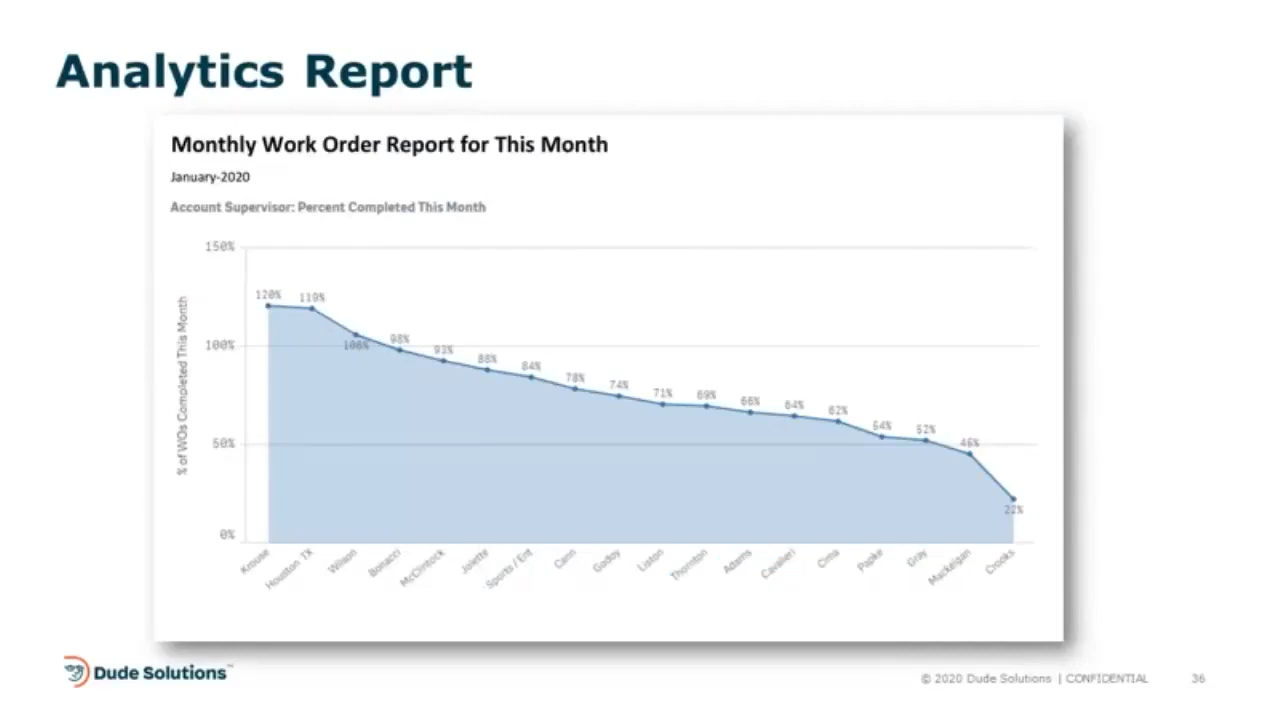 Analytics Report
Monthly Work Order Report for This Month
January-2020
Account Supervisor: Percent Completed This Month
% of WOs Completed This Month
150%
100%
50%
0%
120% 119% 106% 98% 93% 88% 84% 78% 74% 71% 69% 66% 64% 62% 54% 52% 46% 22%
Krouse Houston TX Wilson Bonacci McClintock Joiette Sports / Ent Cann Godoy Liston Thornton Adams Cavalieri Cima Papke Gray Mackeigan Crooks
Dude Solutions™
© 2020 Dude Solutions | CONFIDENTIAL 36